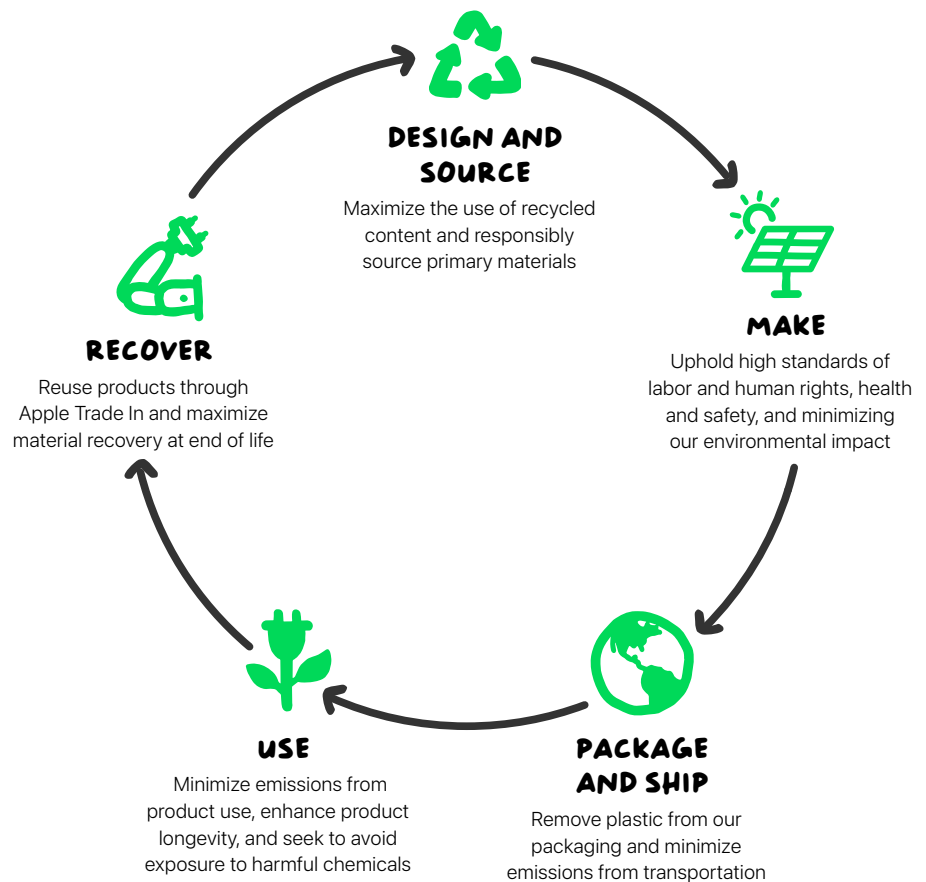 DESIGN AND
SOURCE
Maximize the use of recycled
content and responsibly
source primary materials
MAKE
Uphold high standards of
labor and human rights, health
and safety, and minimizing
our environmental impact
PACKAGE
AND SHIP
Remove plastic from our
packaging and minimize
emissions from transportation
USE
Minimize emissions from
product use, enhance product
longevity, and seek to avoid
exposure to harmful chemicals
RECOVER
Reuse products through
Apple Trade In and maximize
material recovery at end of life